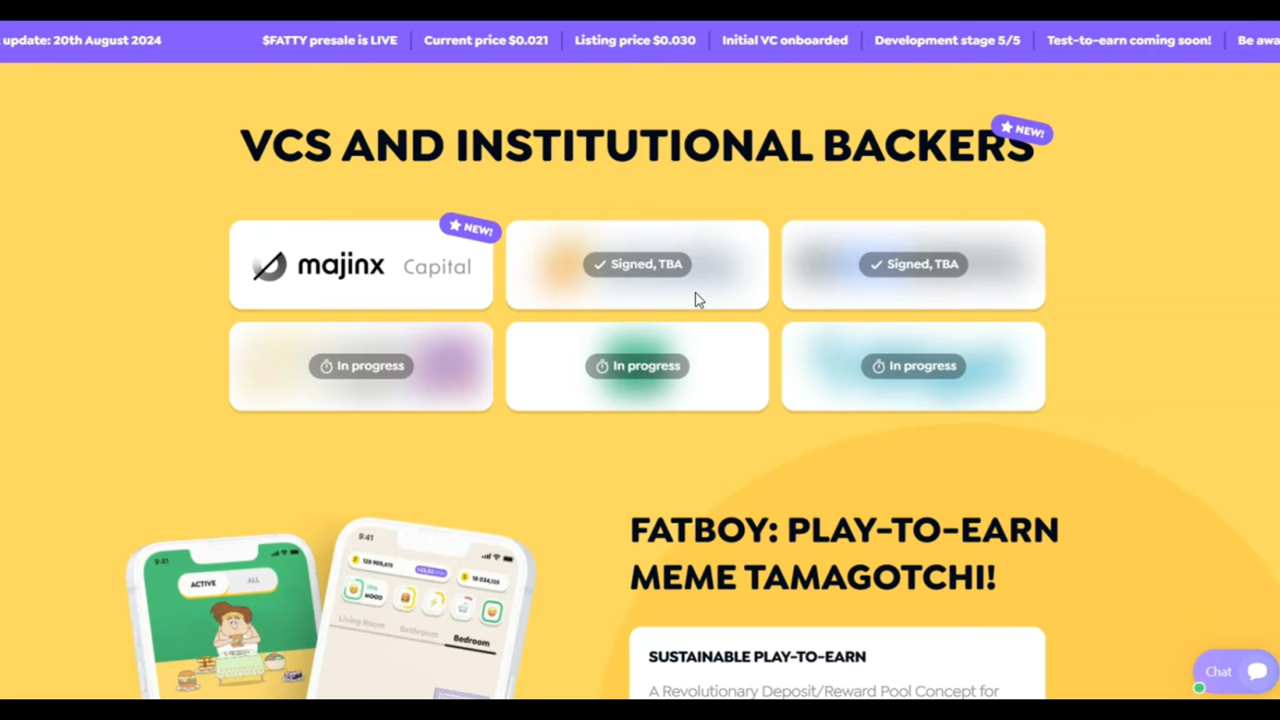 update: 20th August 2024
$FATTY presale is LIVE
Current price $0.021
Listing price $0.030
Initial VC onboarded
Development stage 5/5
Test-to-earn coming soon!
Be awa
VCS AND INSTITUTIONAL BACKERS
NEW!
NEW!
majinx Capital
Signed, TBA
Signed, TBA
In progress
In progress
In progress
FATBOY: PLAY-TO-EARN
MEME TAMAGOTCHI!
9:41
ACTIVE
ALL
9:41
MOOD
Living Room
Bathroom
Bedroom
SUSTAINABLE PLAY-TO-EARN
A Revolutionary Deposit/Reward Pool Concept for
Chat